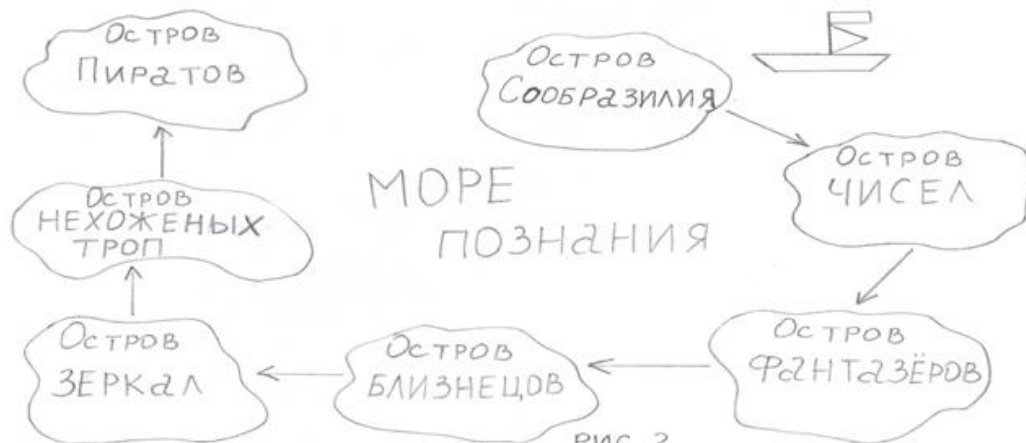 Остров
Пиратов
Остров
Сообразилия
Остров
ЧИСЕЛ
МОРЕ
ПОЗНАНИЯ
Остров
НЕХОЖЕНЫХ
ТРОП
Остров
ЗЕРКАЛ
Остров
БЛИЗНЕЦОВ
Остров
ФАНТАЗЁРОВ
РИС. 2